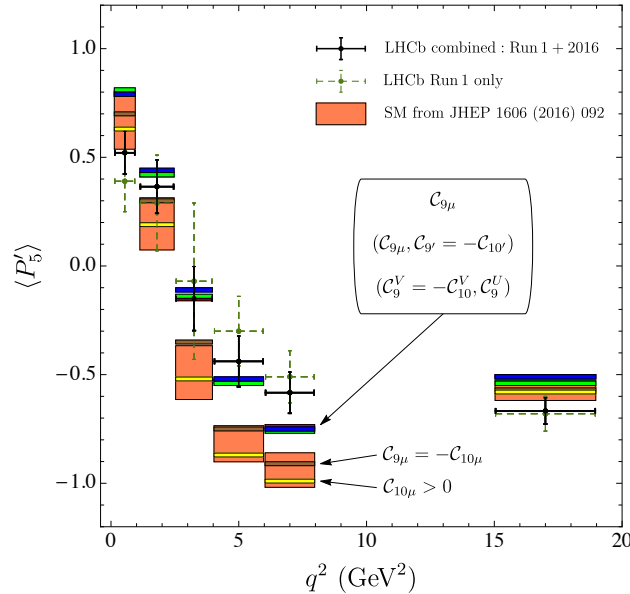 LHCb combined : Run 1 + 2016
LHCb Run 1 only
SM from JHEP 1606 (2016) 092
1.0
0.5
0.0
−0.5
−1.0
⟨P′₅⟩
𝒞₉μ
(𝒞₉μ, 𝒞₉′ = −𝒞₁₀′)
(𝒞₉ⱽ = −𝒞₁₀ⱽ, 𝒞₉ᵁ)
𝒞₉μ = −𝒞₁₀μ
𝒞₁₀μ > 0
0 5 10 15 20
q² (GeV²)